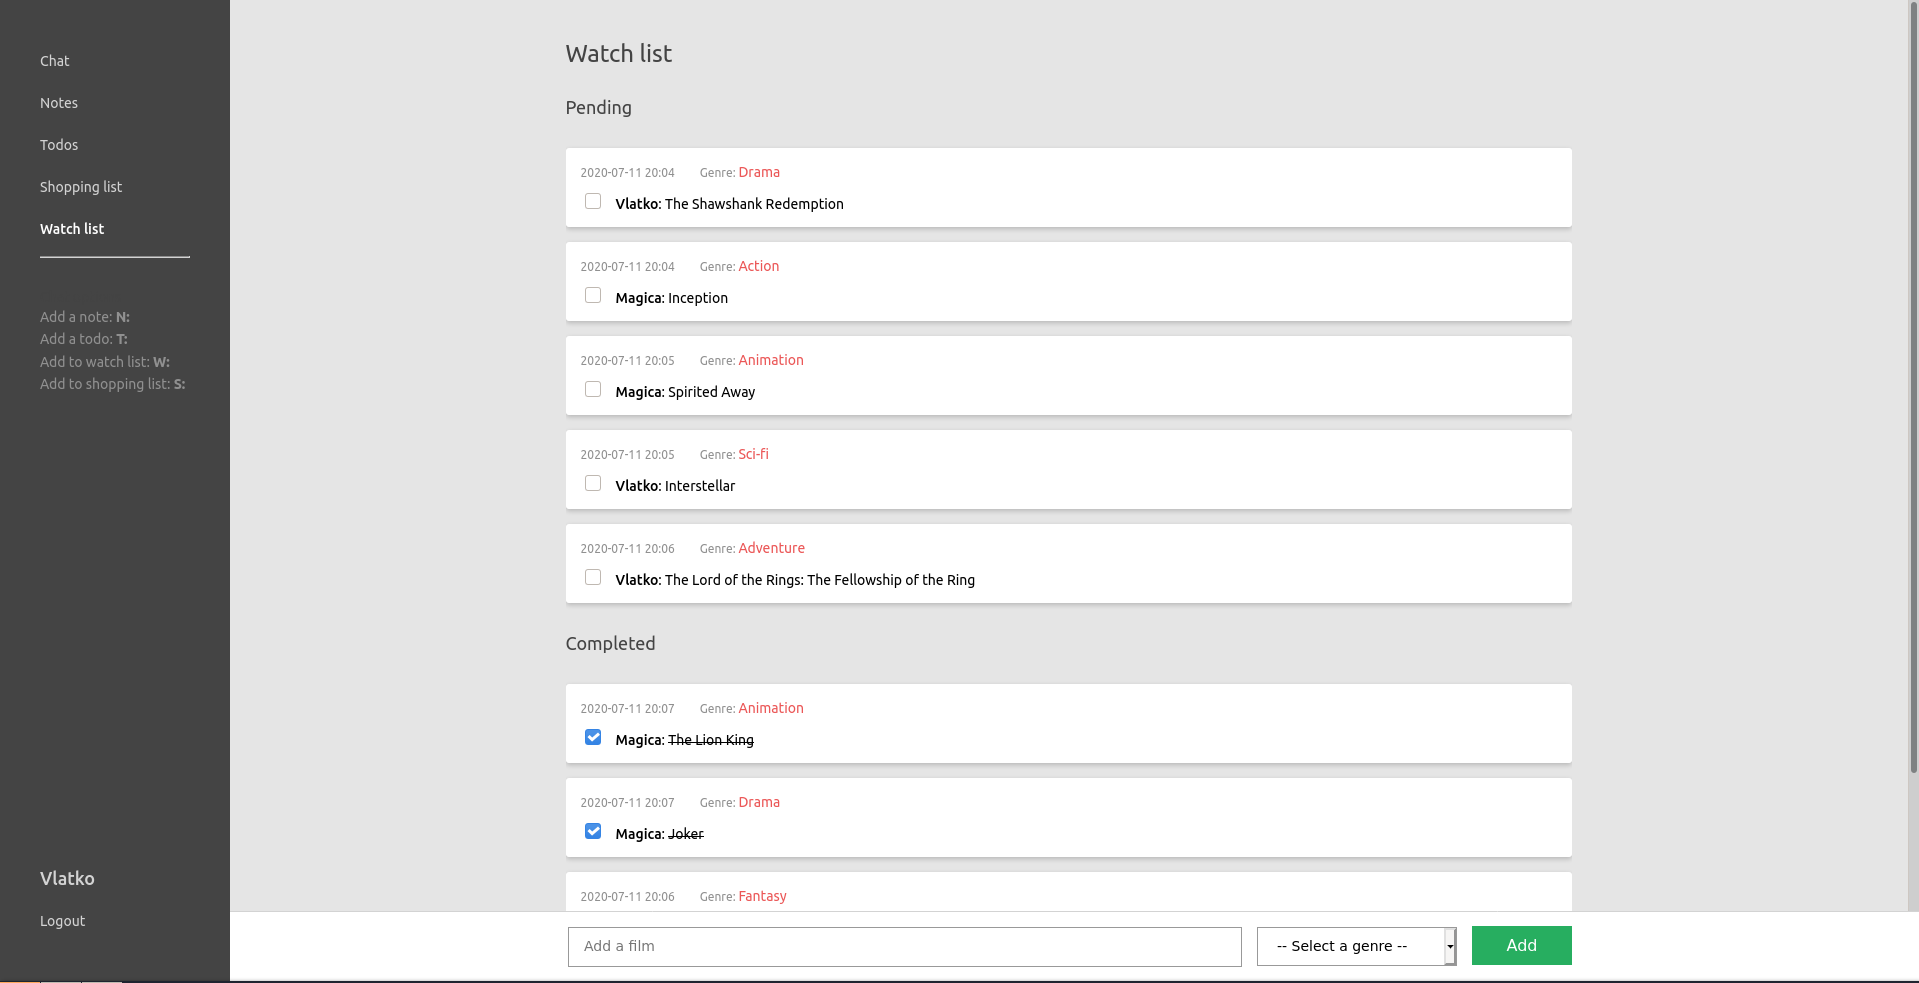 Chat
Notes
Todos
Shopping list
Watch list
Add a note: N:
Add a todo: T:
Add to watch list: W:
Add to shopping list: S:
Vlatko
Logout
Watch list
Pending
2020-07-11 20:04 Genre: Drama
Vlatko: The Shawshank Redemption
2020-07-11 20:04 Genre: Action
Magica: Inception
2020-07-11 20:05 Genre: Animation
Magica: Spirited Away
2020-07-11 20:05 Genre: Sci-fi
Vlatko: Interstellar
2020-07-11 20:06 Genre: Adventure
Vlatko: The Lord of the Rings: The Fellowship of the Ring
Completed
2020-07-11 20:07 Genre: Animation
Magica: The Lion King
2020-07-11 20:07 Genre: Drama
Magica: Joker
2020-07-11 20:06 Genre: Fantasy
Add a film -- Select a genre -- Add